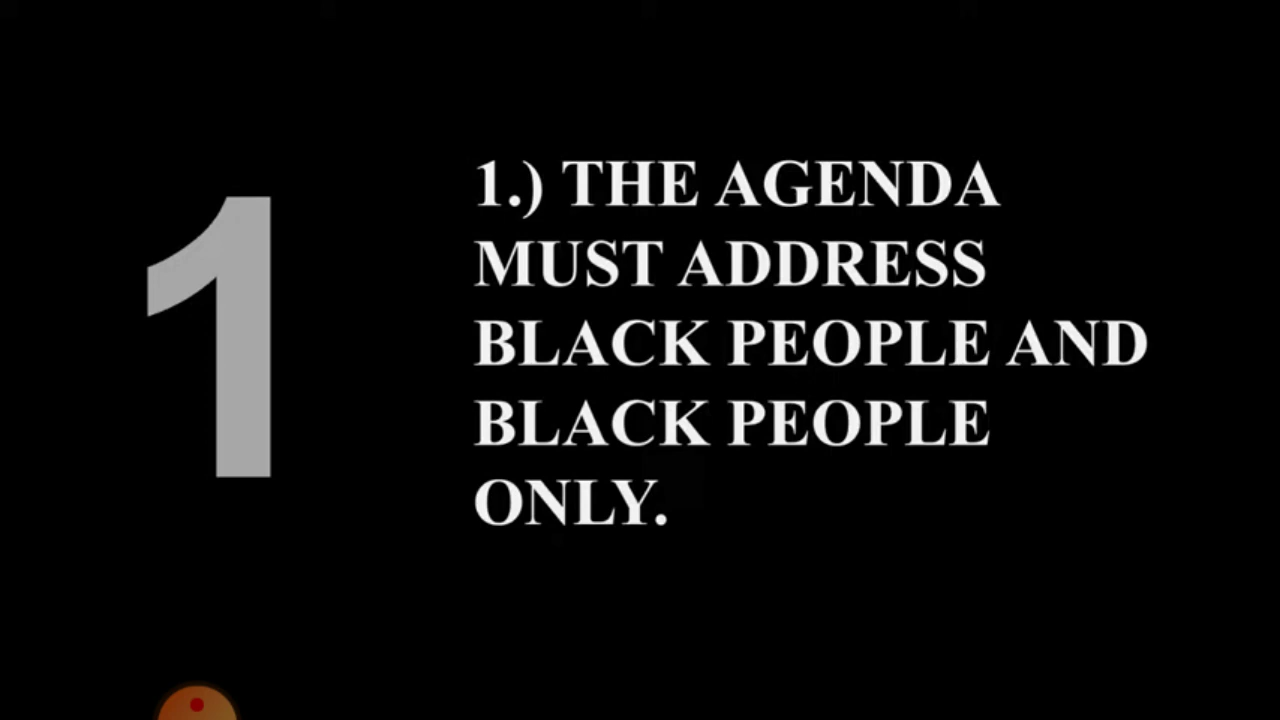 1
1.) THE AGENDA
MUST ADDRESS
BLACK PEOPLE AND
BLACK PEOPLE
ONLY.